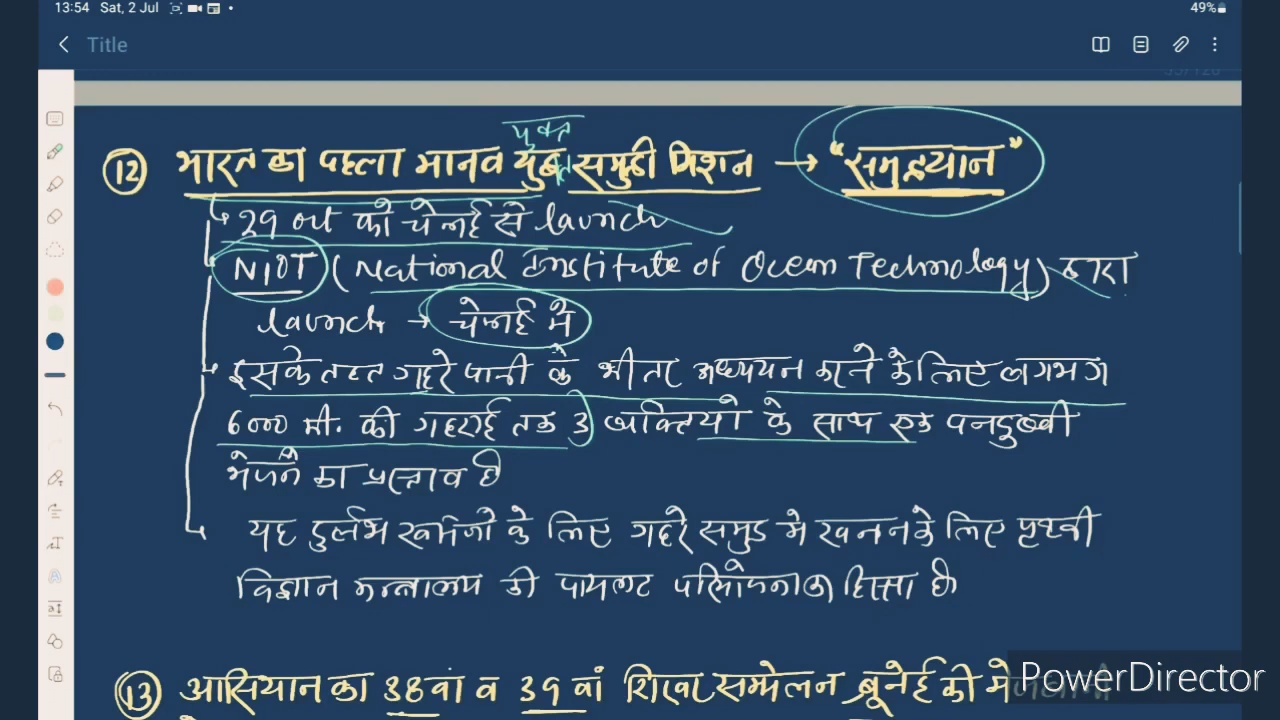 13:54 Sat, 2 Jul
49%
Title
33/128
युक्त
12 भारत का पहला मानव युक्त समुद्री मिशन → "समुद्रयान"
29 oct को चेन्नई से launch
NIOT (National Institute of Ocean Technology) द्वारा
launch → चेन्नई में
इसके तहत गहरे पानी के भीतर अध्ययन करने के लिए लगभग
6000 मी. की गहराई तक 3 व्यक्तियो के साथ एक पनडुब्बी
भेजने का प्रस्ताव है
यह दुर्लभ खनिजो के लिए गहरे समुद्र मे खनन के लिए पृथ्वी
विज्ञान मन्त्रालय की पायलट परियोजना का हिस्सा है
13 आसियान का 38वां व 39वां शिखर सम्मेलन ब्रूनेई की
PowerDirector